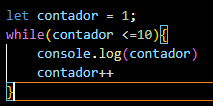 let contador = 1;
while(contador <=10){
    console.log(contador)
    contador++
}